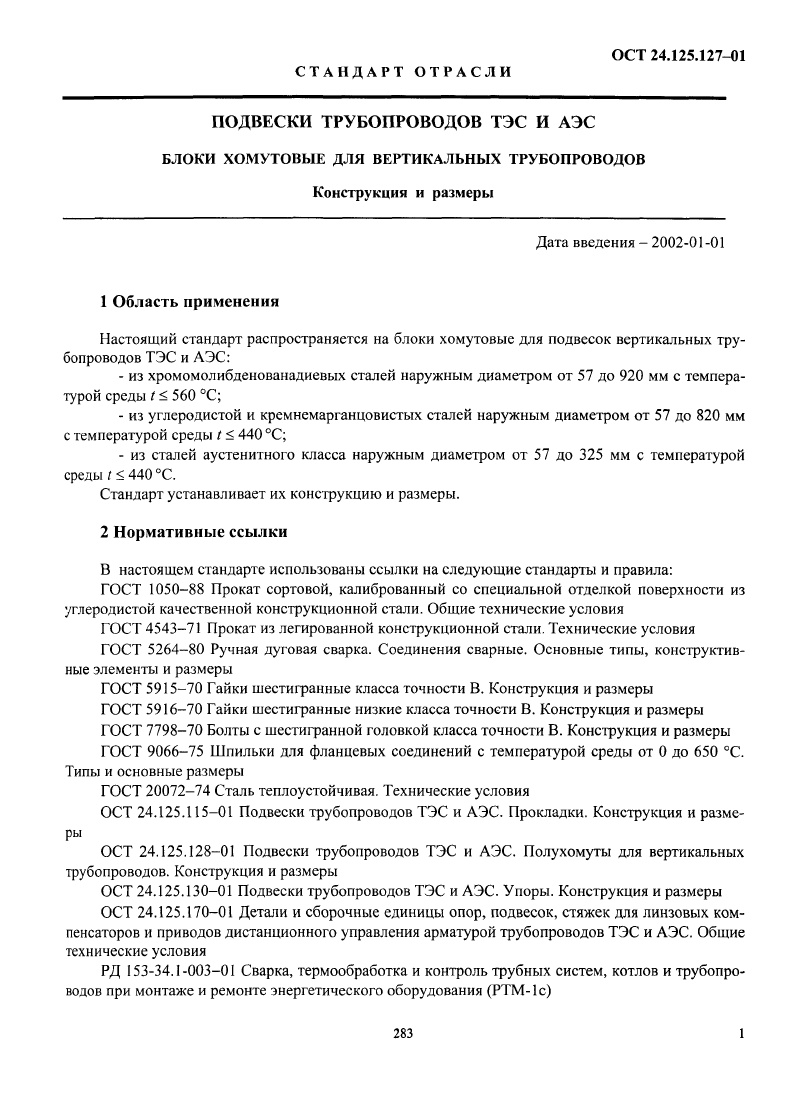 ОСТ 24.125.127–01
СТАНДАРТ ОТРАСЛИ
ПОДВЕСКИ ТРУБОПРОВОДОВ ТЭС И АЭС
БЛОКИ ХОМУТОВЫЕ ДЛЯ ВЕРТИКАЛЬНЫХ ТРУБОПРОВОДОВ
Конструкция и размеры
Дата введения – 2002-01-01
1 Область применения
Настоящий стандарт распространяется на блоки хомутовые для подвесок вертикальных тру-
бопроводов ТЭС и АЭС:
- из хромомолибденованадиевых сталей наружным диаметром от 57 до 920 мм с темпера-
турой среды t ≤ 560 °С;
- из углеродистой и кремнемарганцовистых сталей наружным диаметром от 57 до 820 мм
с температурой среды t ≤ 440 °С;
- из сталей аустенитного класса наружным диаметром от 57 до 325 мм с температурой
среды t ≤ 440 °С.
Стандарт устанавливает их конструкцию и размеры.
2 Нормативные ссылки
В настоящем стандарте использованы ссылки на следующие стандарты и правила:
ГОСТ 1050–88 Прокат сортовой, калиброванный со специальной отделкой поверхности из
углеродистой качественной конструкционной стали. Общие технические условия
ГОСТ 4543–71 Прокат из легированной конструкционной стали. Технические условия
ГОСТ 5264–80 Ручная дуговая сварка. Соединения сварные. Основные типы, конструктив-
ные элементы и размеры
ГОСТ 5915–70 Гайки шестигранные класса точности В. Конструкция и размеры
ГОСТ 5916–70 Гайки шестигранные низкие класса точности В. Конструкция и размеры
ГОСТ 7798–70 Болты с шестигранной головкой класса точности В. Конструкция и размеры
ГОСТ 9066–75 Шпильки для фланцевых соединений с температурой среды от 0 до 650 °С.
Типы и основные размеры
ГОСТ 20072–74 Сталь теплоустойчивая. Технические условия
ОСТ 24.125.115–01 Подвески трубопроводов ТЭС и АЭС. Прокладки. Конструкция и разме-
ры
ОСТ 24.125.128–01 Подвески трубопроводов ТЭС и АЭС. Полухомуты для вертикальных
трубопроводов. Конструкция и размеры
ОСТ 24.125.130–01 Подвески трубопроводов ТЭС и АЭС. Упоры. Конструкция и размеры
ОСТ 24.125.170–01 Детали и сборочные единицы опор, подвесок, стяжек для линзовых ком-
пенсаторов и приводов дистанционного управления арматурой трубопроводов ТЭС и АЭС. Общие
технические условия
РД 153-34.1-003–01 Сварка, термообработка и контроль трубных систем, котлов и трубопро-
водов при монтаже и ремонте энергетического оборудования (РТМ-1с)
283
1